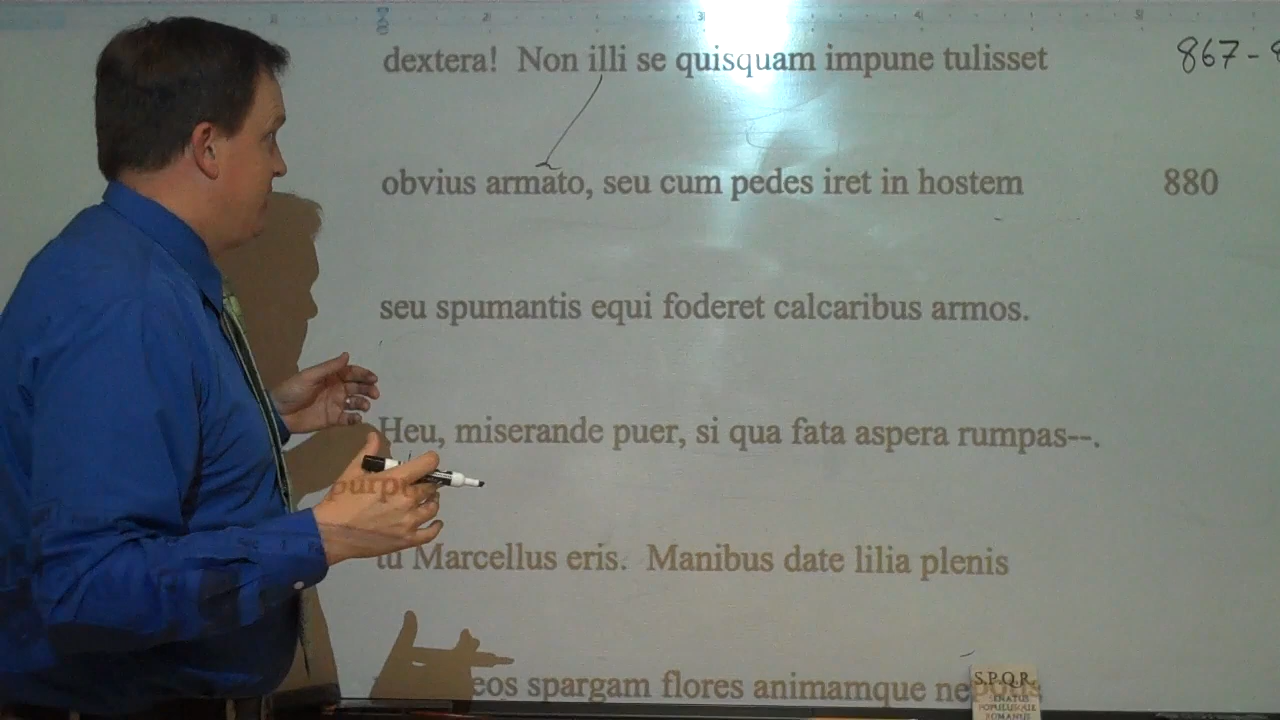 dextera! Non illi se quisquam impune tulisset 867-
obvius armato, seu cum pedes iret in hostem 880
seu spumantis equi foderet calcaribus armos.
Heu, miserande puer, si qua fata aspera rumpas--.
purp
tu Marcellus eris. Manibus date lilia plenis
eos spargam flores animamque ne
S.P.Q.R.